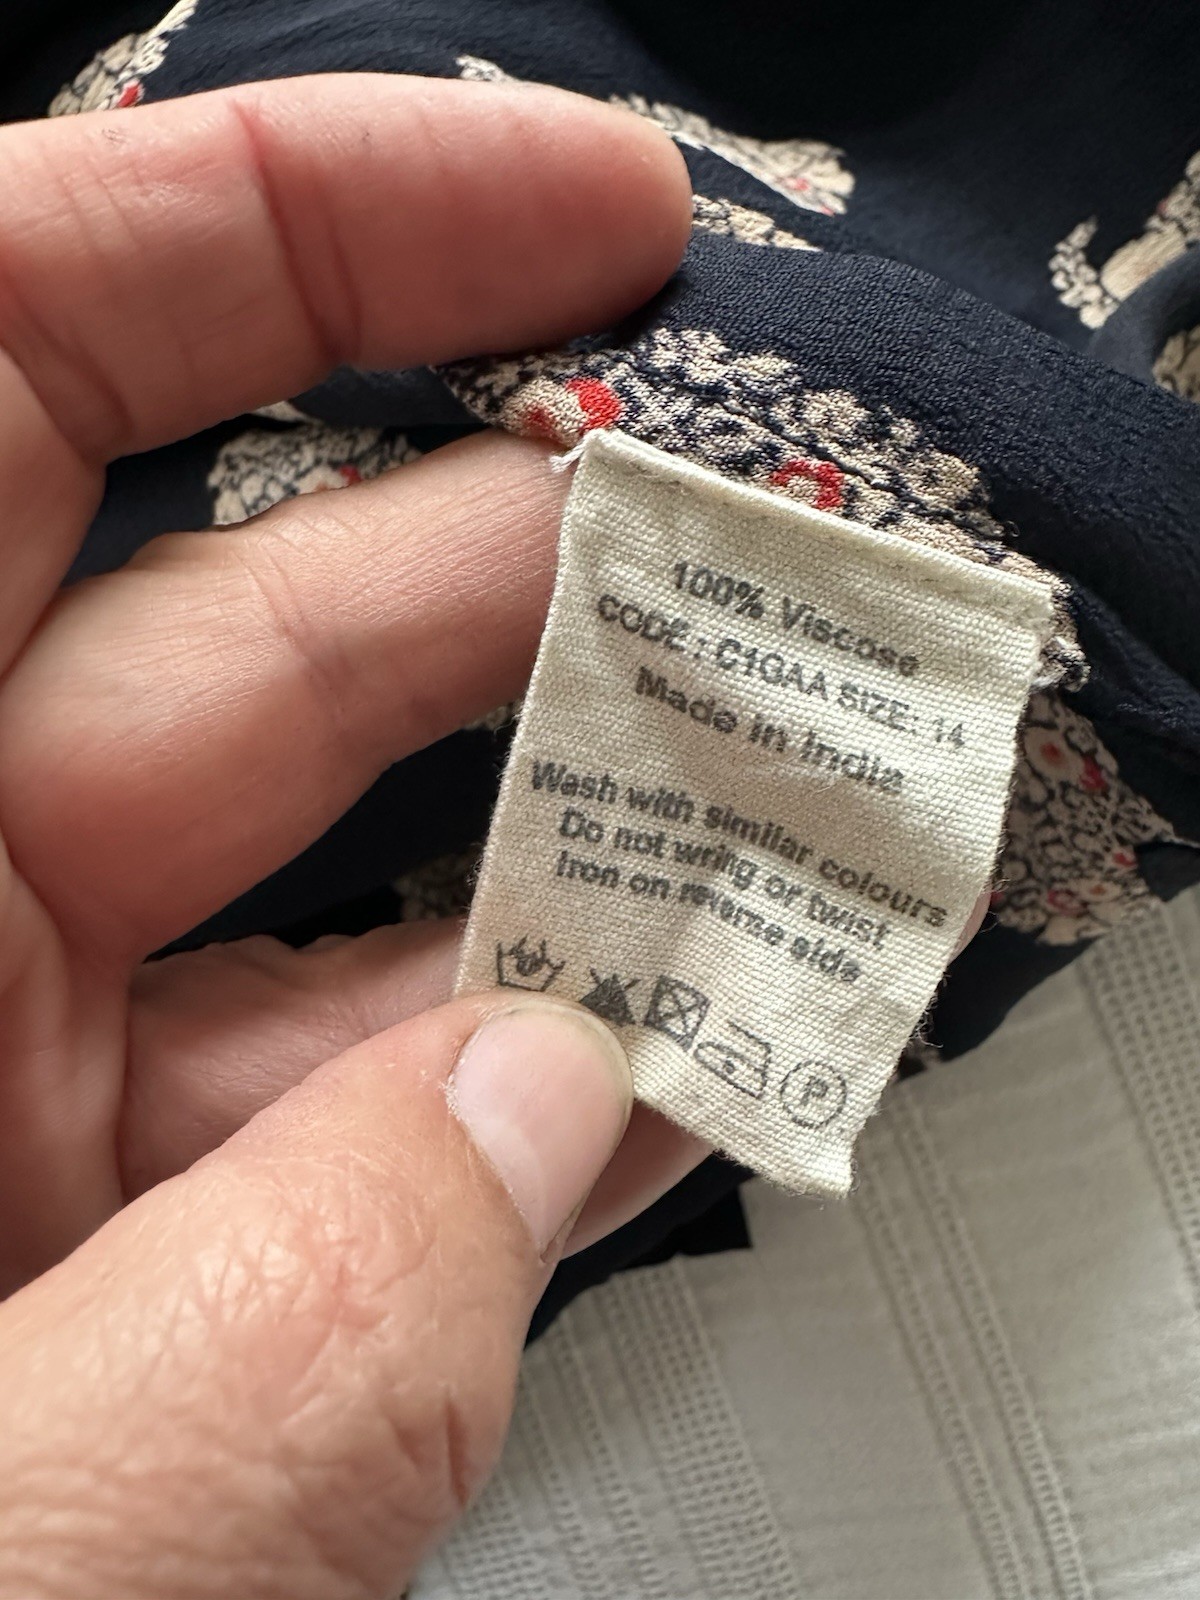 100% Viscose
CODE: C1GAA SIZE: 14
Made in India
Wash with similar colours
Do not wring or twist
Iron on reverse side
P